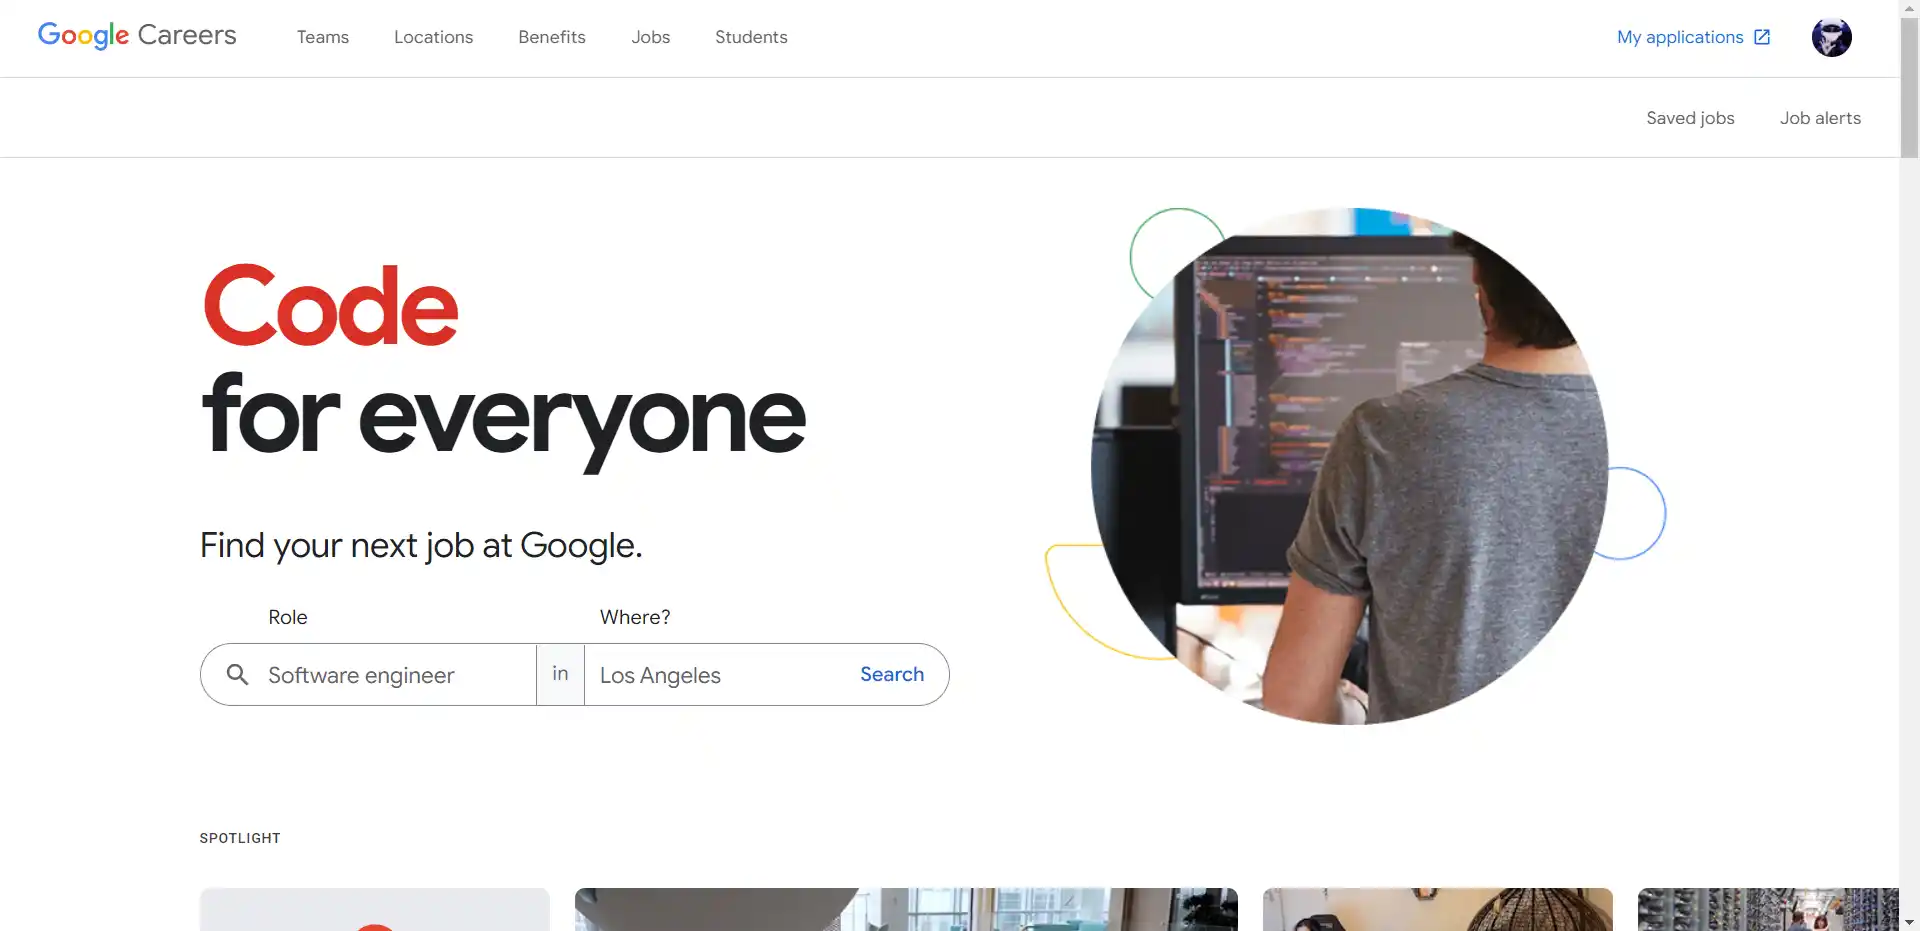 Google Careers
Teams
Locations
Benefits
Jobs
Students
My applications
Saved jobs
Job alerts
Code
for everyone
Find your next job at Google.
Role
Where?
Software engineer
in
Los Angeles
Search
SPOTLIGHT